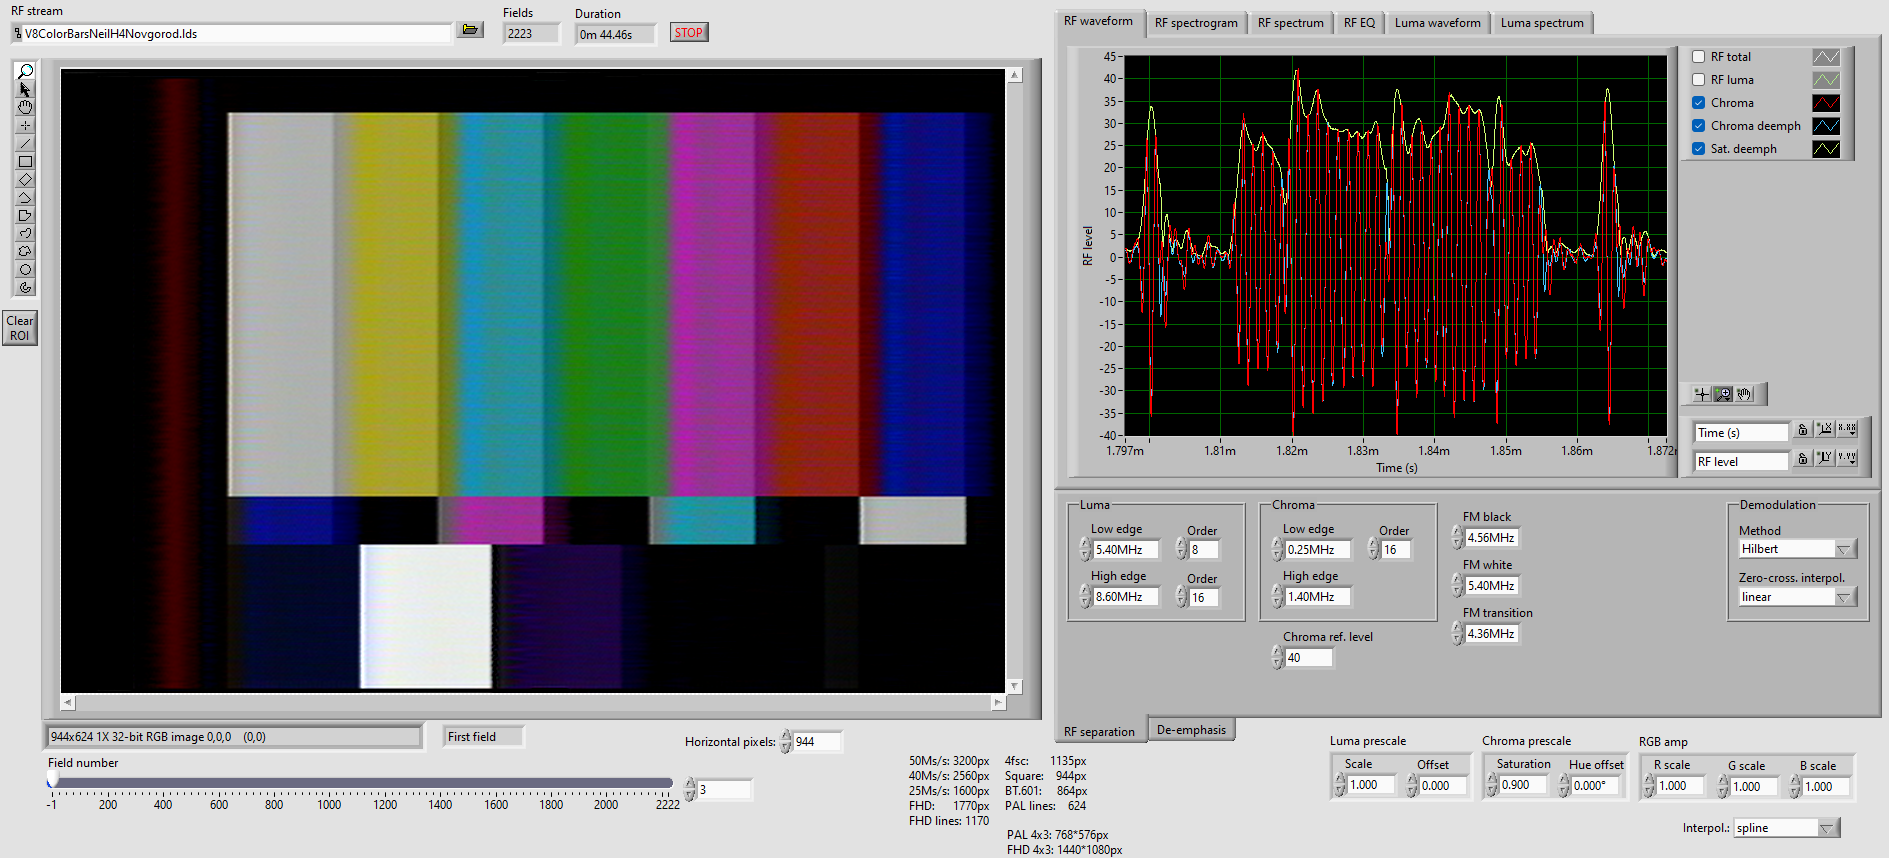 RF stream
V8ColorBarsNeilH4Novgorod.lds
Fields
2223
Duration
0m 44.46s
STOP
Clear
ROI
944x624 1X 32-bit RGB image 0,0,0    (0,0)
First field
Horizontal pixels: 944
Field number
-1 200 400 600 800 1000 1200 1400 1600 1800 2000 2222
3
50Ms/s: 3200px
40Ms/s: 2560px
25Ms/s: 1600px
FHD: 1770px
FHD lines: 1170
4fsc: 1135px
Square: 944px
BT.601: 864px
PAL lines: 624
PAL 4x3: 768*576px
FHD 4x3: 1440*1080px
RF waveform
RF spectrogram
RF spectrum
RF EQ
Luma waveform
Luma spectrum
RF level
45
40
35
30
25
20
15
10
5
0
-5
-10
-15
-20
-25
-30
-35
-40
1.797m 1.81m 1.82m 1.83m 1.84m 1.85m 1.86m
Time (s)
RF total
RF luma
Chroma
Chroma deemph
Sat. deemph
Time (s)
RF level
Luma
Low edge
5.40MHz
Order
8
High edge
8.60MHz
Order
16
Chroma
Low edge
0.25MHz
Order
16
High edge
1.40MHz
Chroma ref. level
40
FM black
4.56MHz
FM white
5.40MHz
FM transition
4.36MHz
Demodulation
Method
Hilbert
Zero-cross. interpol.
linear
RF separation
De-emphasis
Luma prescale
Scale
1.000
Offset
0.000
Chroma prescale
Saturation
0.900
Hue offset
0.000°
RGB amp
R scale
1.000
G scale
1.000
B scale
1.000
Interpol.: spline